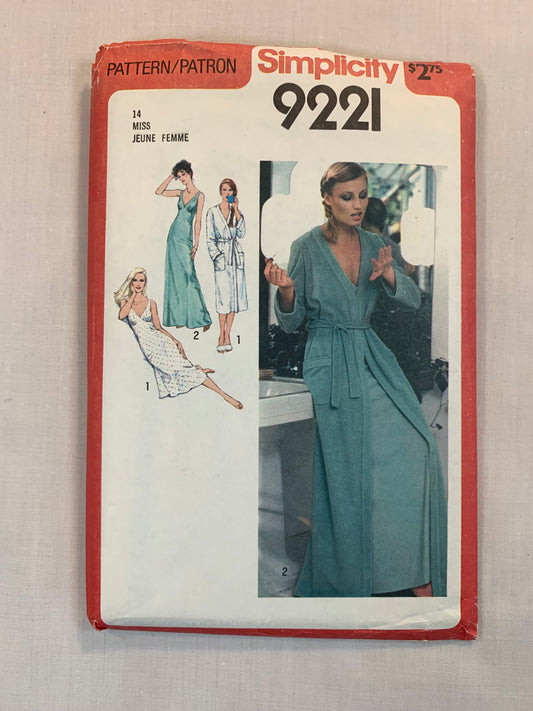 PATTERN/PATRON
Simplicity
$2.75
9221
14
MISS
JEUNE FEMME
2
1
1
2